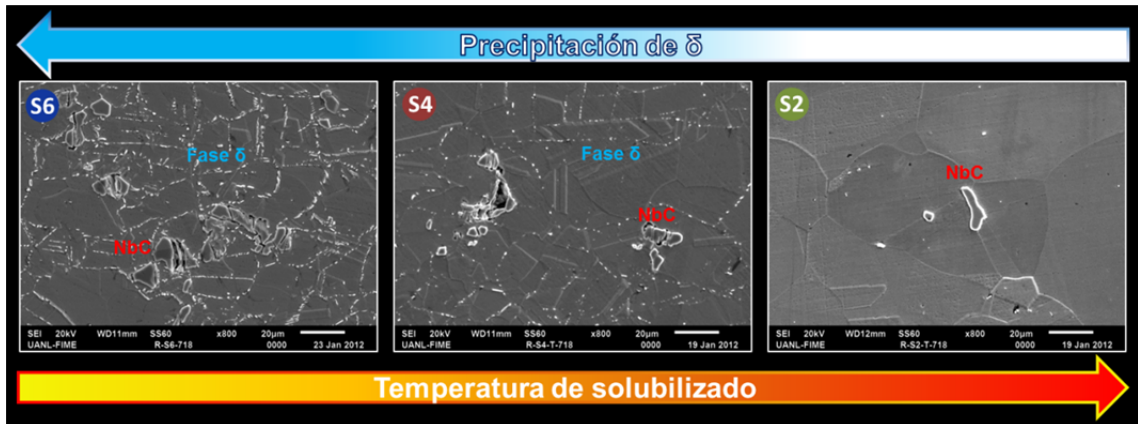 Precipitación de δ
S6
Fase δ
NbC
SEI 20kV WD11mm SS60 x800 20µm
UANL-FIME R-S6-718 0000 23 Jan 2012
S4
Fase δ
NbC
SEI 20kV WD11mm SS60 x800 20µm
UANL-FIME R-S4-T-718 0000 19 Jan 2012
S2
NbC
SEI 20kV WD12mm SS60 x800 20µm
UANL-FIME R-S2-T-718 0000 19 Jan 2012
Temperatura de solubilizado